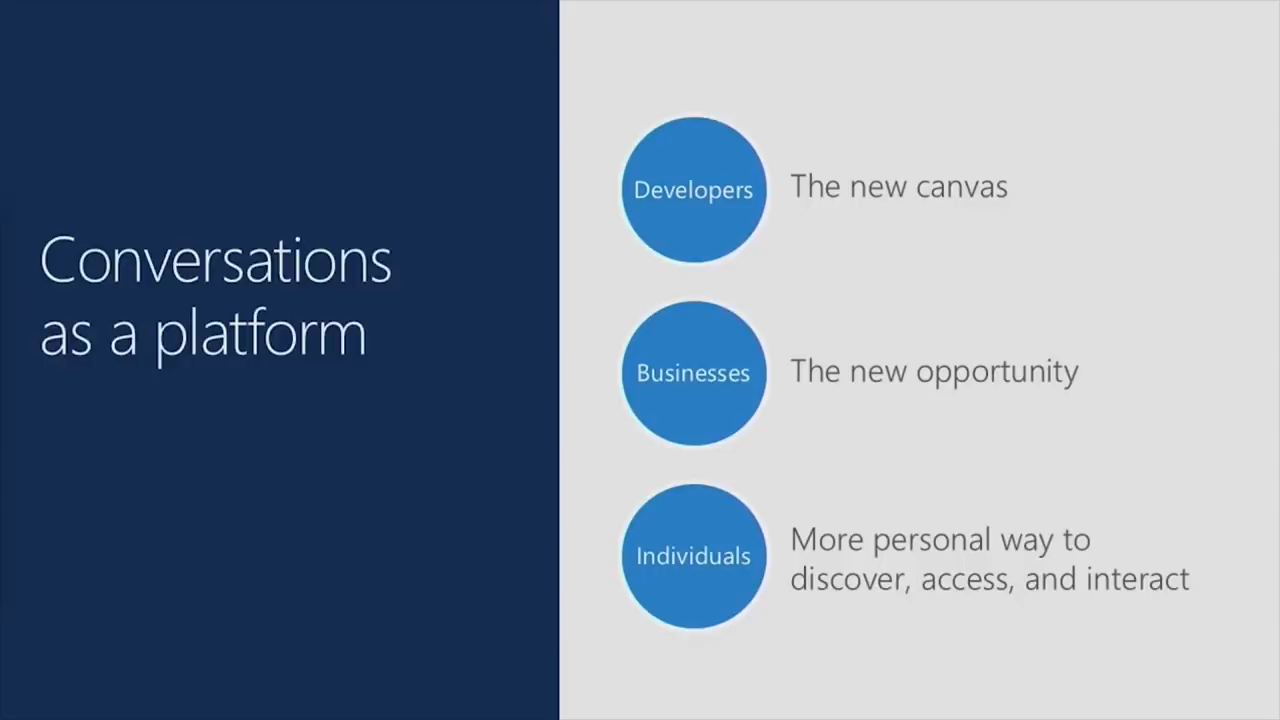 Conversations
as a platform
Developers
The new canvas
Businesses
The new opportunity
Individuals
More personal way to
discover, access, and interact